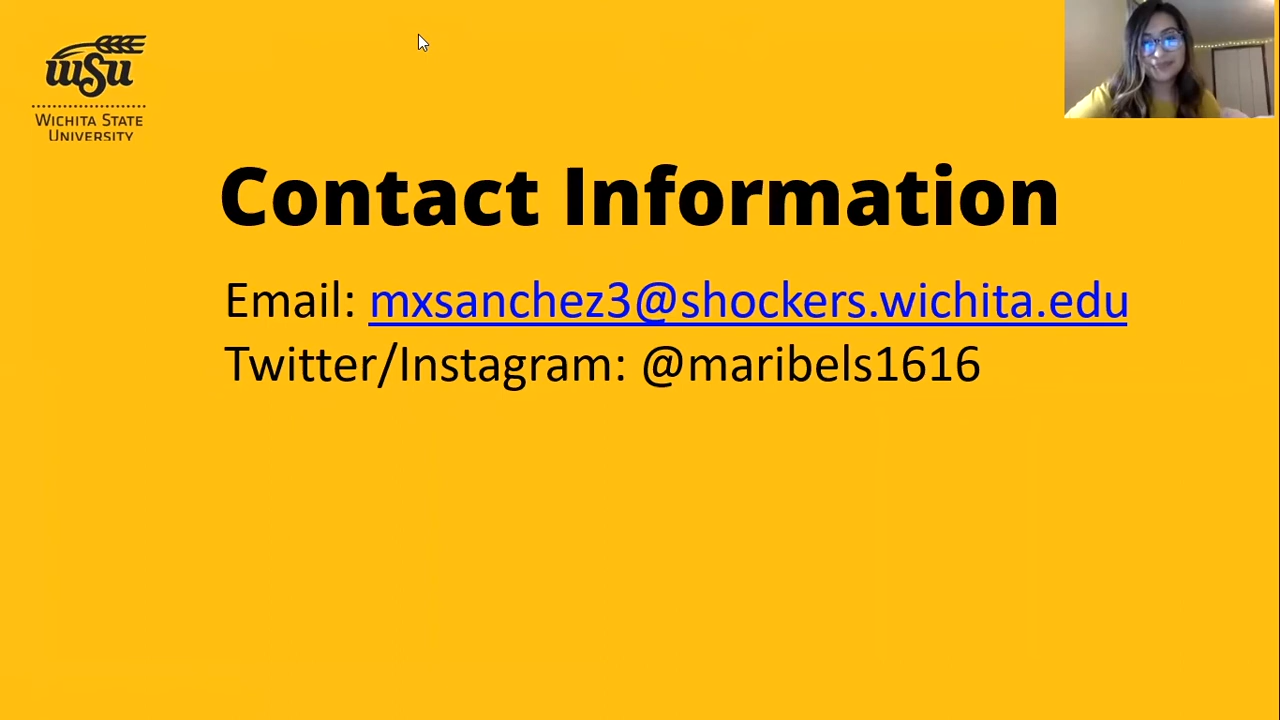 WSU
WICHITA STATE
UNIVERSITY
Contact Information
Email: mxsanchez3@shockers.wichita.edu
Twitter/Instagram: @maribels1616